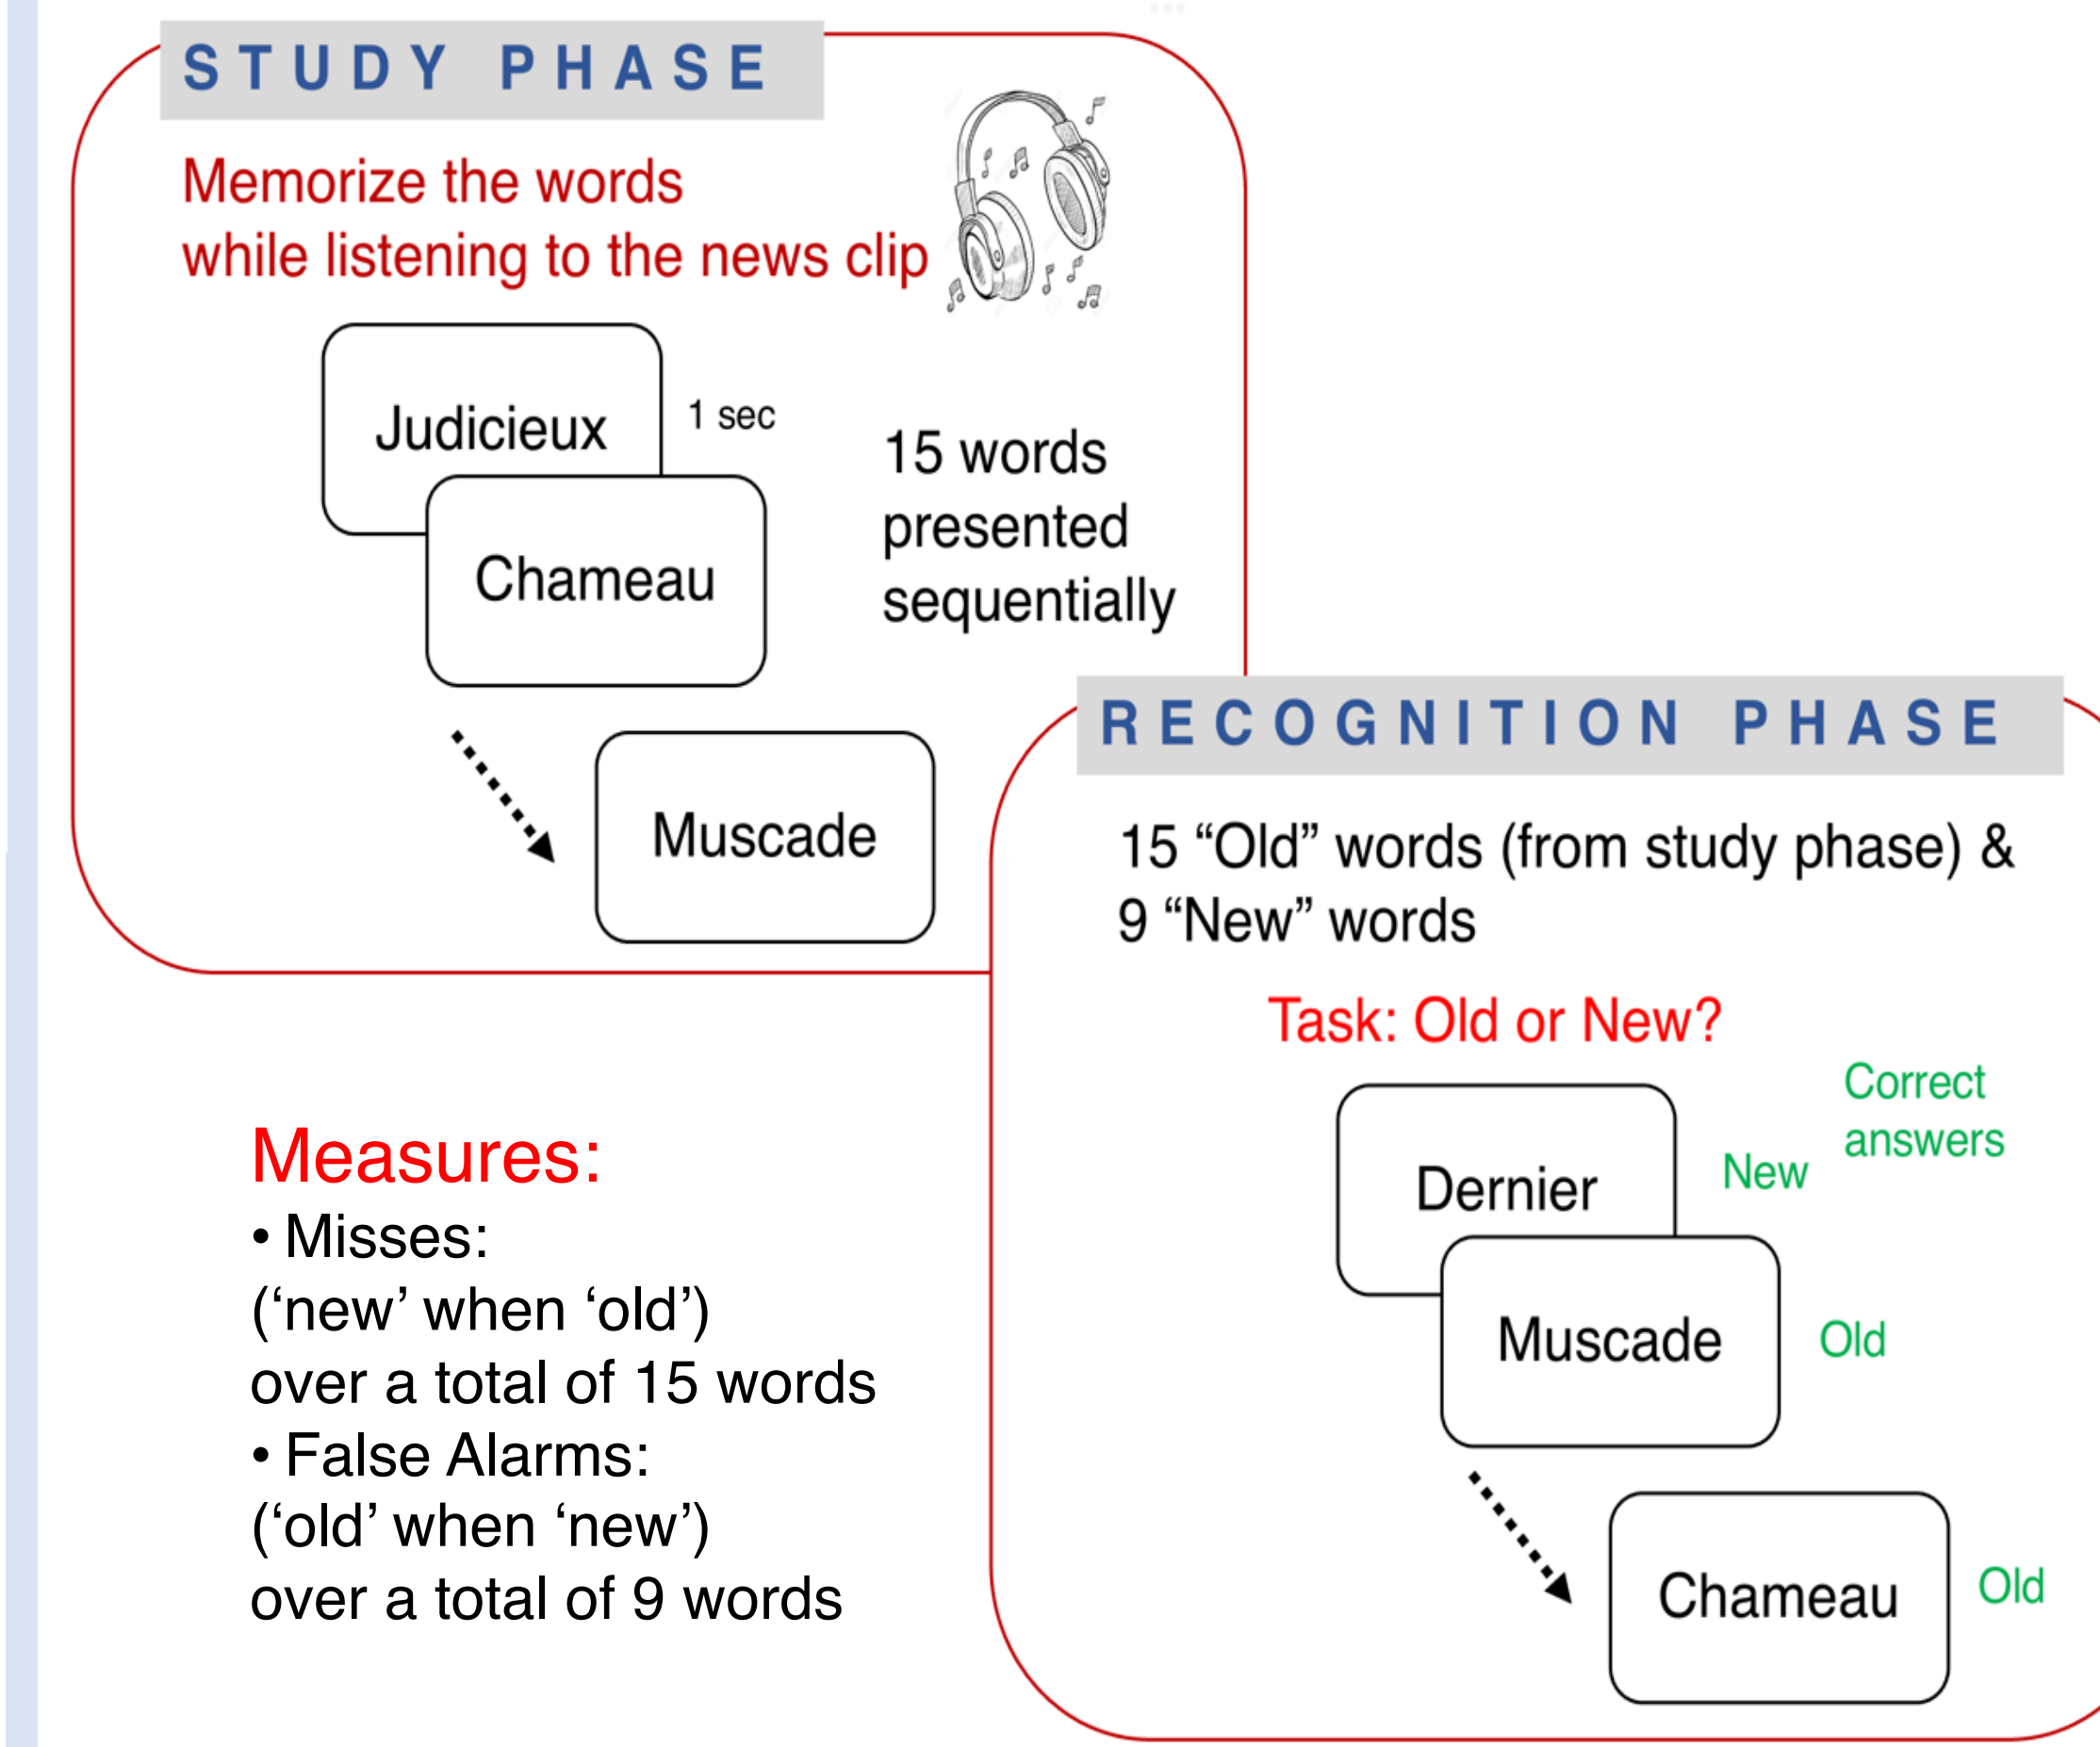 STUDY PHASE
Memorize the words
while listening to the news clip
Judicieux
1 sec
Chameau
15 words
presented
sequentially
Muscade
RECOGNITION PHASE
15 “Old” words (from study phase) &
9 “New” words
Task: Old or New?
Correct
answers
Dernier
New
Muscade
Old
Chameau
Old
Measures:
• Misses:
(‘new’ when ‘old’)
over a total of 15 words
• False Alarms:
(‘old’ when ‘new’)
over a total of 9 words